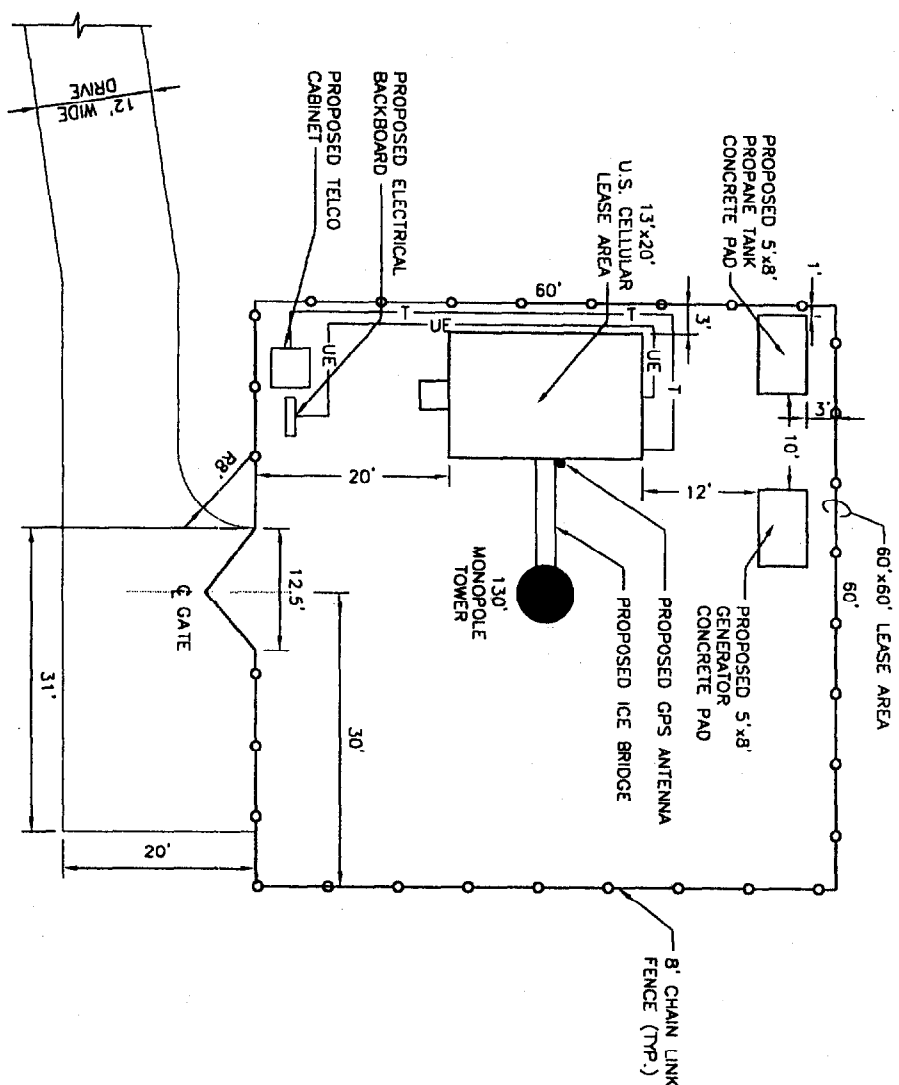 12' WIDE
DRIVE
PROPOSED TELCO
CABINET
PROPOSED ELECTRICAL
BACKBOARD
13'x20'
U.S. CELLULAR
LEASE AREA
PROPOSED 5'x8'
PROPANE TANK
CONCRETE PAD
1'
60'
T
T
UE
UE
UE
T
3'
3'
10'
R8'
20'
12'
60'x60' LEASE AREA
60'
12.5'
℄ GATE
130'
MONOPOLE
TOWER
PROPOSED ICE BRIDGE
PROPOSED GPS ANTENNA
PROPOSED 5'x8'
GENERATOR
CONCRETE PAD
31'
30'
20'
8' CHAIN LINK
FENCE (TYP.)